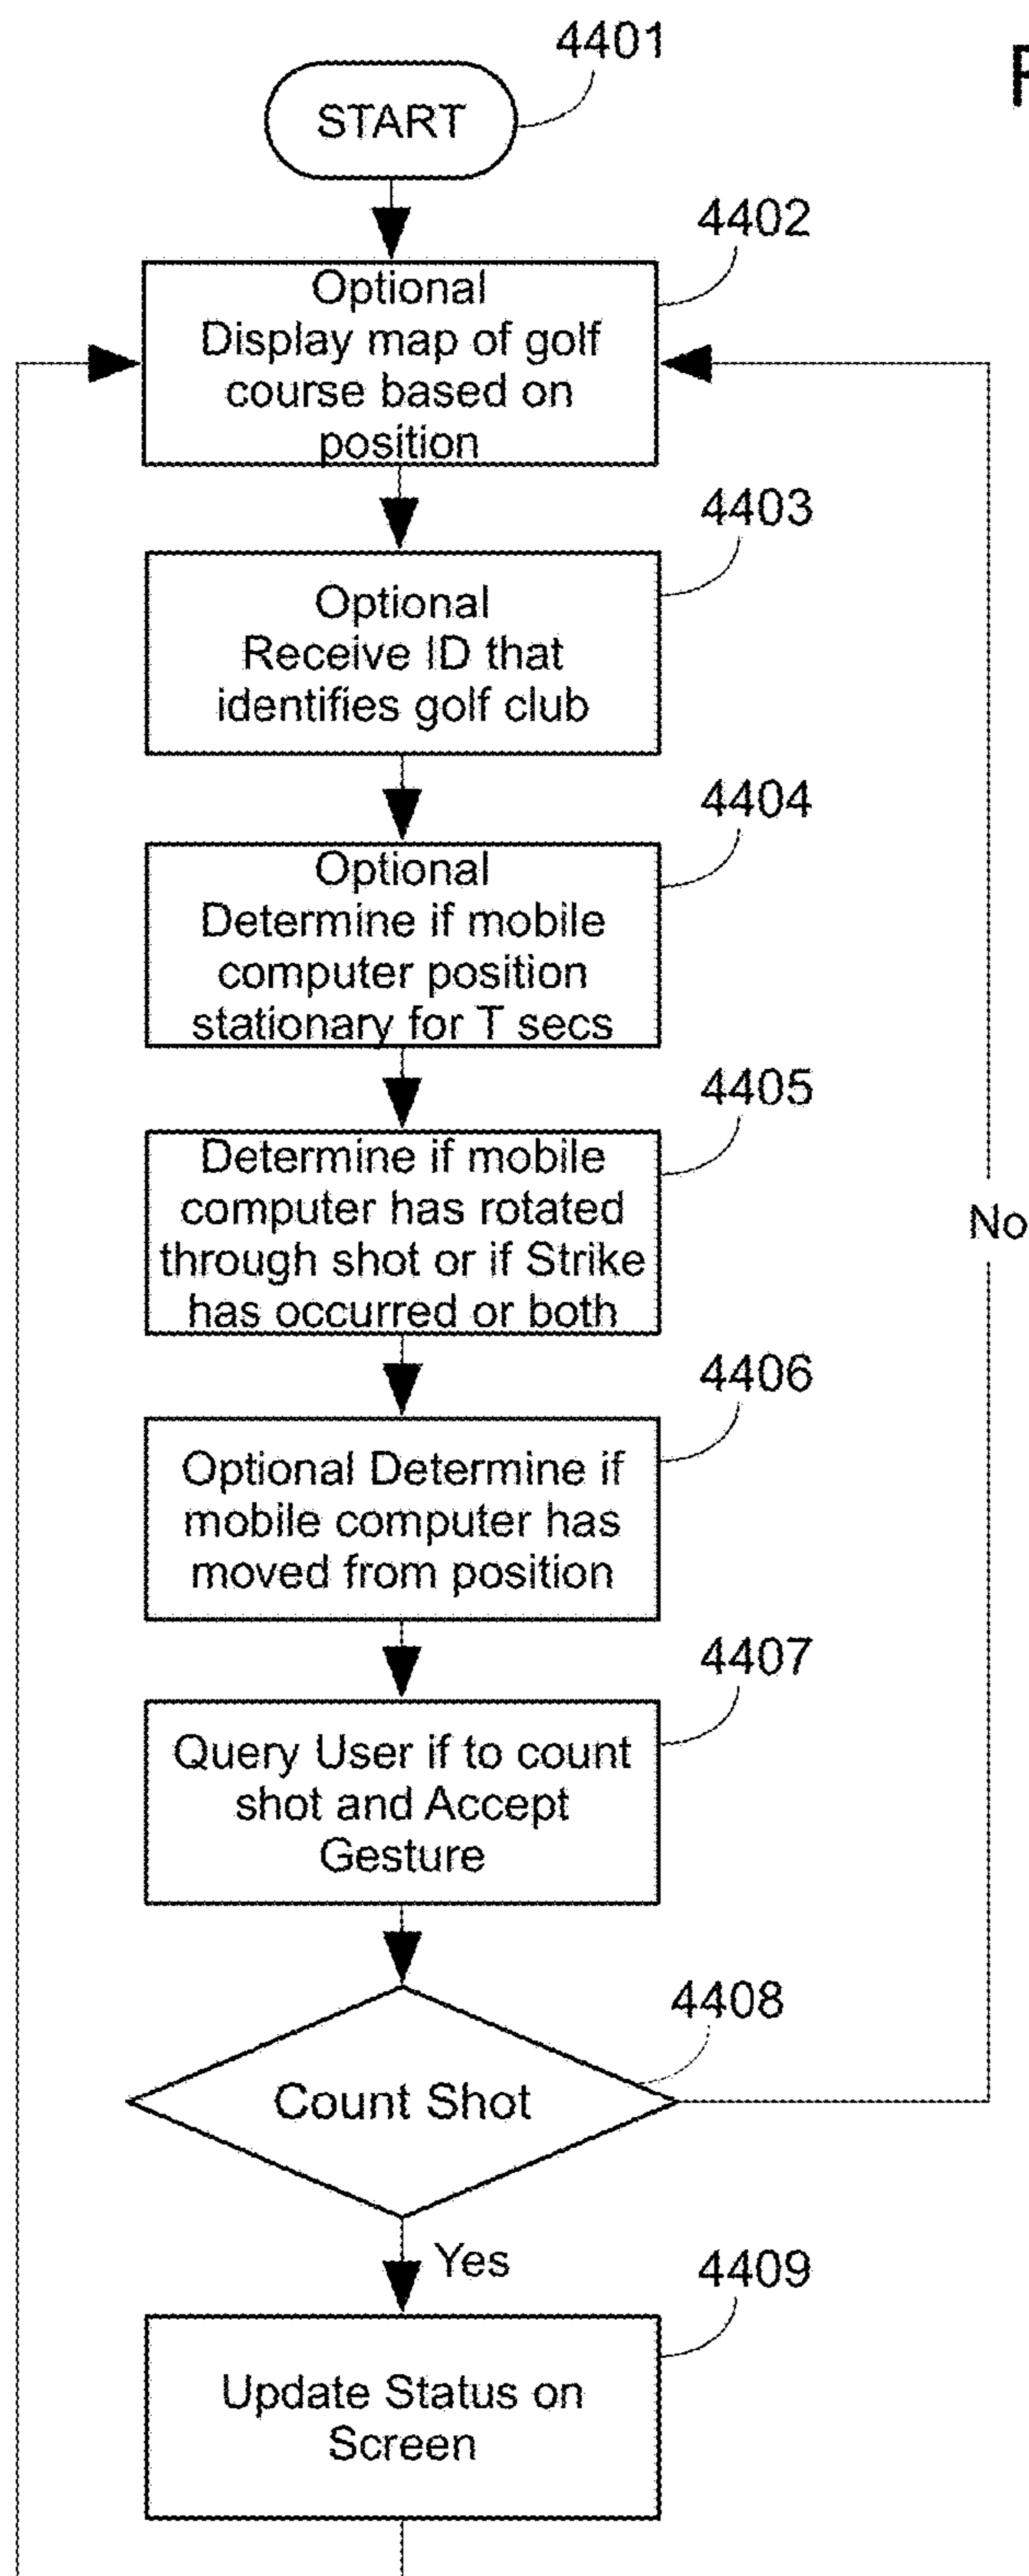 4401
START
4402
Optional
Display map of golf
course based on
position
4403
Optional
Receive ID that
identifies golf club
4404
Optional
Determine if mobile
computer position
stationary for T secs
4405
Determine if mobile
computer has rotated
through shot or if Strike
has occurred or both
No
4406
Optional Determine if
mobile computer has
moved from position
4407
Query User if to count
shot and Accept
Gesture
4408
Count Shot
Yes
4409
Update Status on
Screen